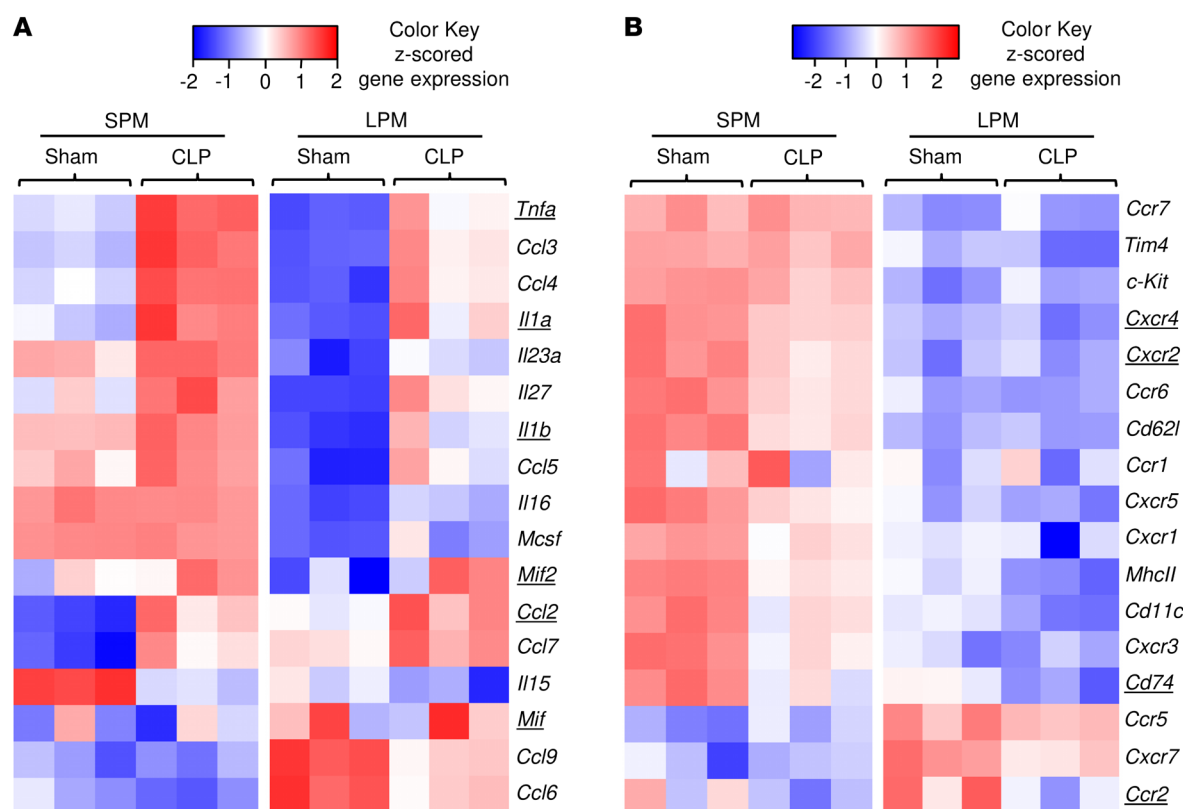 A
Color Key
z-scored
gene expression
-2 -1 0 1 2
SPM LPM
Sham CLP Sham CLP
Tnfa
Ccl3
Ccl4
Il1a
Il23a
Il27
Il1b
Ccl5
Il16
Mcsf
Mif2
Ccl2
Ccl7
Il15
Mif
Ccl9
Ccl6
B
Color Key
z-scored
gene expression
-2 -1 0 1 2
SPM LPM
Sham CLP Sham CLP
Ccr7
Tim4
c-Kit
Cxcr4
Cxcr2
Ccr6
Cd62l
Ccr1
Cxcr5
Cxcr1
MhcII
Cd11c
Cxcr3
Cd74
Ccr5
Cxcr7
Ccr2